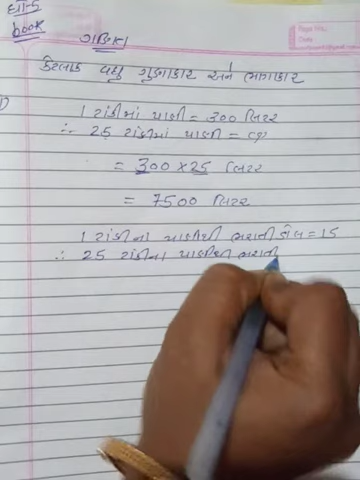 ધો-5
book
ગણિત
કેટલાક વધુ ગુણાકાર અને ભાગાકાર
1)
1 ટાંકીમાં પાણી = 300 લિટર
∴ 25 ટાંકીમાં પાણી = (?)
= 300 × 25 લિટર
= 7500 લિટર
1 ટાંકીના પાણીથી ભરાતી ડોલ = 15
∴ 25 ટાંકીના પાણીથી ભરાતી